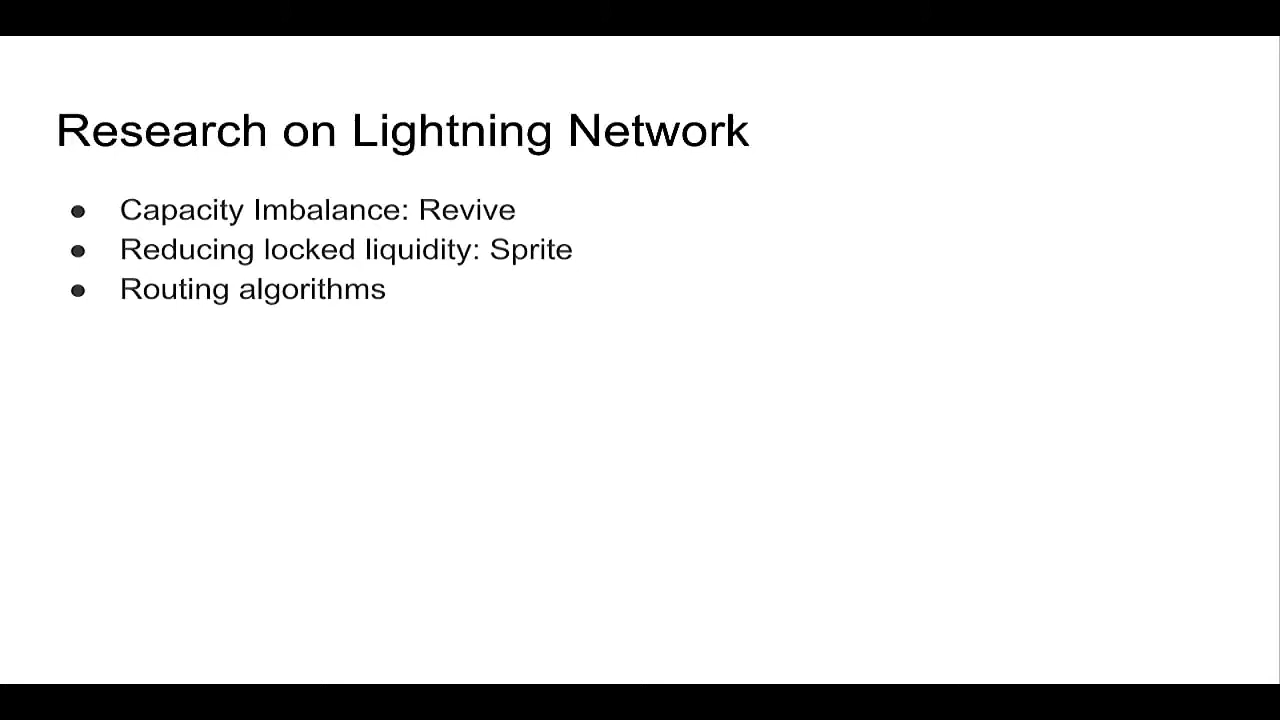 Research on Lightning Network
● Capacity Imbalance: Revive
● Reducing locked liquidity: Sprite
● Routing algorithms